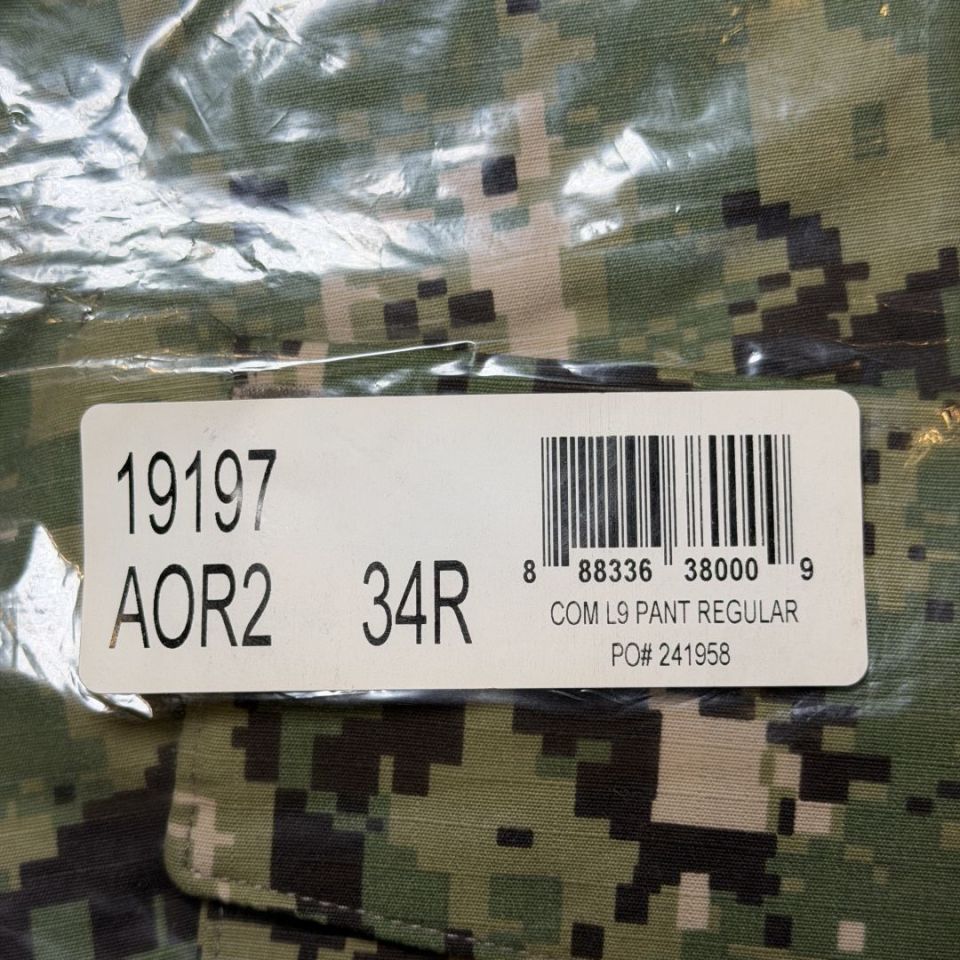 19197
AOR2 34R
8 88336 38000 9
COM L9 PANT REGULAR
PO# 241958